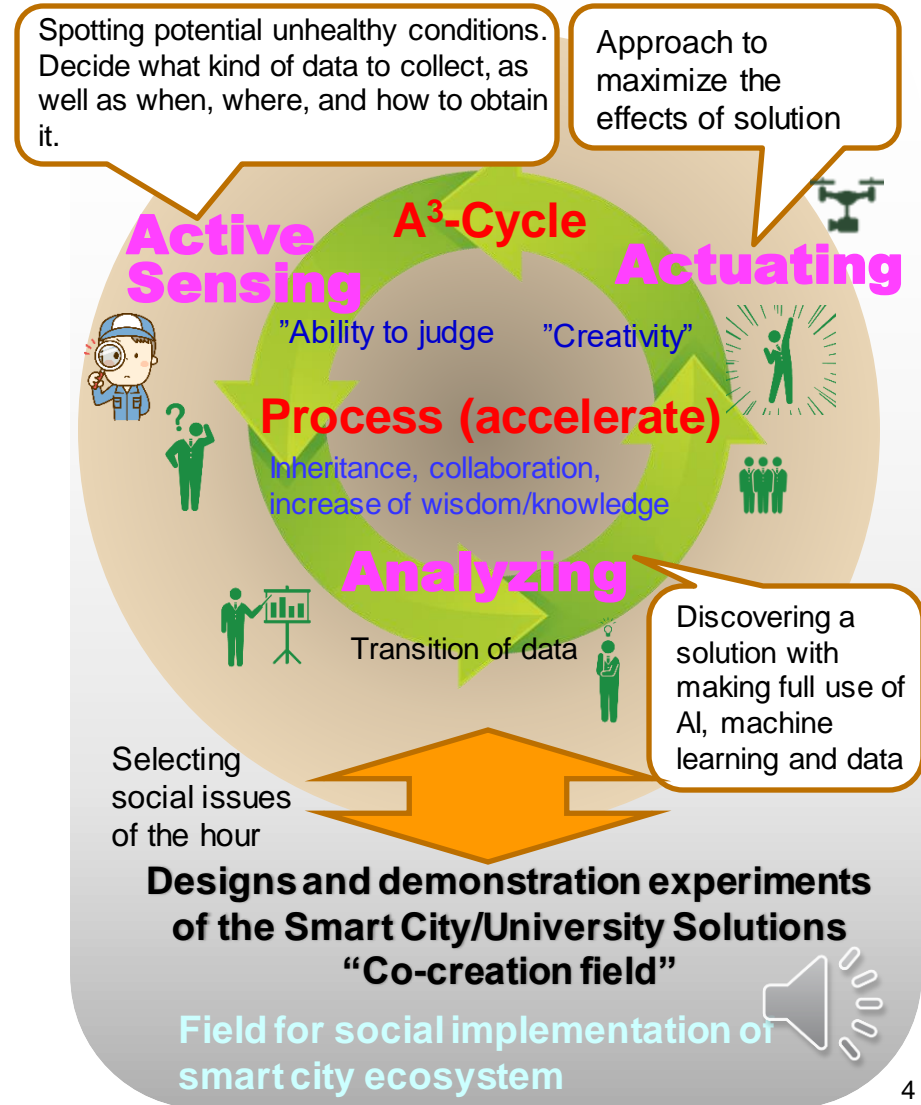 Spotting potential unhealthy conditions.
Decide what kind of data to collect, as
well as when, where, and how to obtain
it.
Approach to
maximize the
effects of solution
A³-Cycle
Active
Sensing
Actuating
”Ability to judge
”Creativity”
?
Process (accelerate)
Inheritance, collaboration,
increase of wisdom/knowledge
Analyzing
Transition of data
Discovering a
solution with
making full use of
AI, machine
learning and data
Selecting
social issues
of the hour
Designs and demonstration experiments
of the Smart City/University Solutions
“Co-creation field”
Field for social implementation of
smart city ecosystem
4